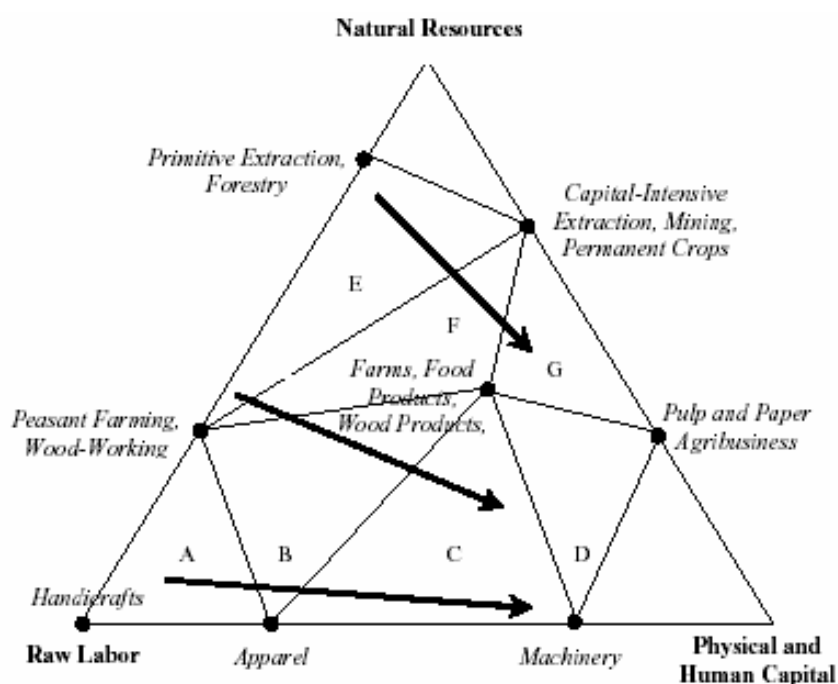 Natural Resources
Primitive Extraction,
Forestry
Capital-Intensive
Extraction, Mining,
Permanent Crops
E
F
Farms, Food
Products,
Wood Products,
G
Peasant Farming,
Wood-Working
Pulp and Paper
Agribusiness
A
B
C
D
Handicrafts
Raw Labor
Apparel
Machinery
Physical and
Human Capital